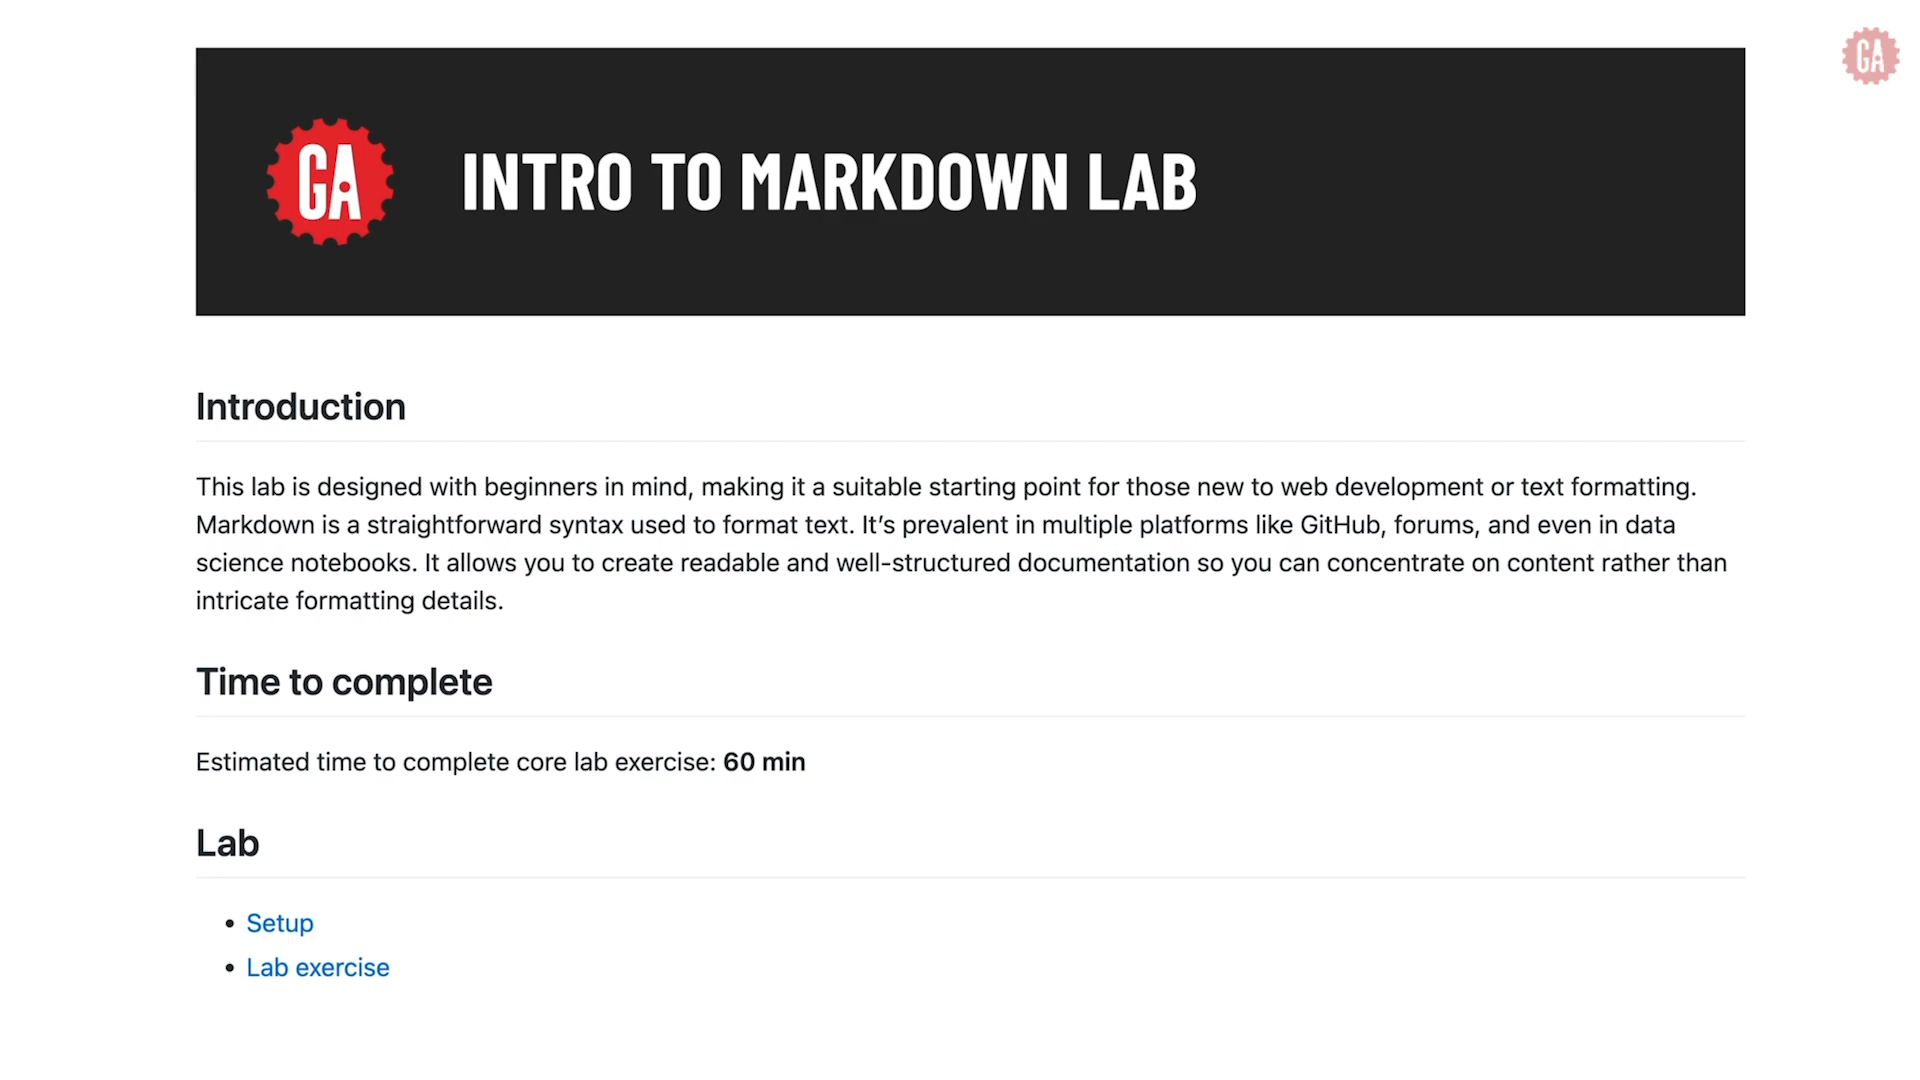 GA
GA
INTRO TO MARKDOWN LAB
Introduction
This lab is designed with beginners in mind, making it a suitable starting point for those new to web development or text formatting.
Markdown is a straightforward syntax used to format text. It’s prevalent in multiple platforms like GitHub, forums, and even in data
science notebooks. It allows you to create readable and well-structured documentation so you can concentrate on content rather than
intricate formatting details.
Time to complete
Estimated time to complete core lab exercise: 60 min
Lab
• Setup
• Lab exercise